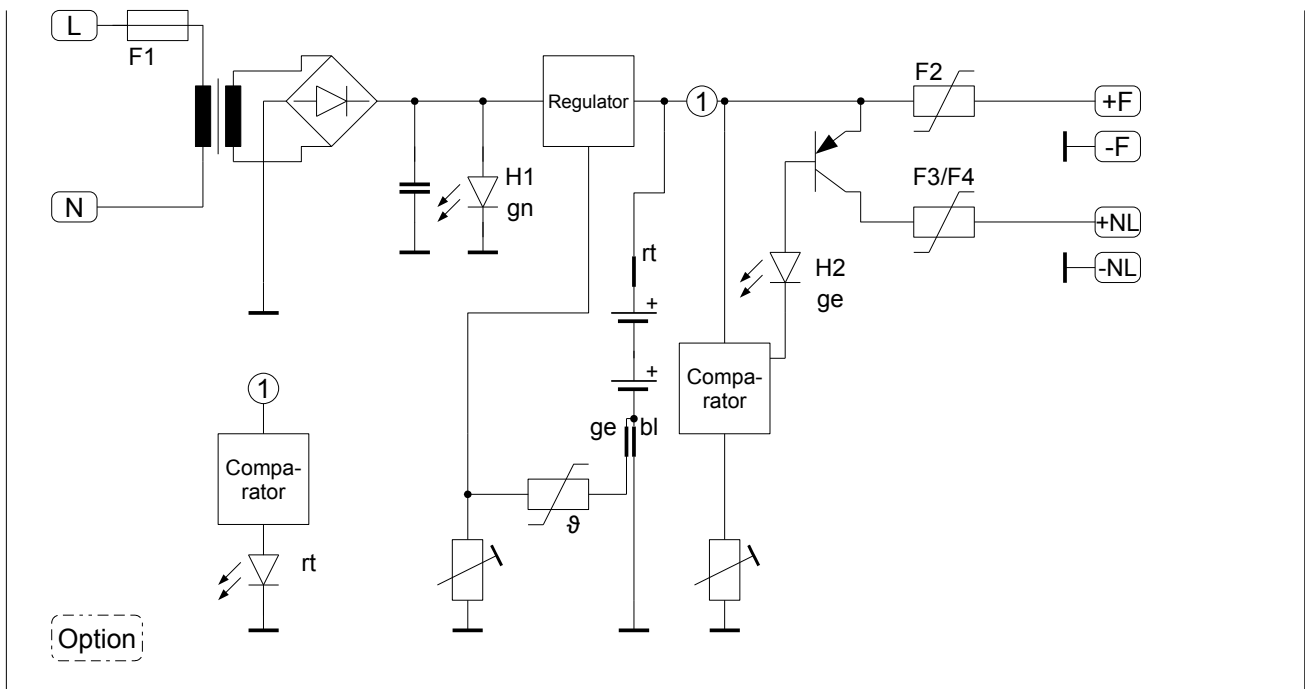 L
F1
N
H1
gn
Regulator
1
F2
+F
-F
F3/F4
+NL
-NL
H2
ge
rt
+
+
ge bl
Compa-
rator
1
Compa-
rator
rt
ϑ
Option